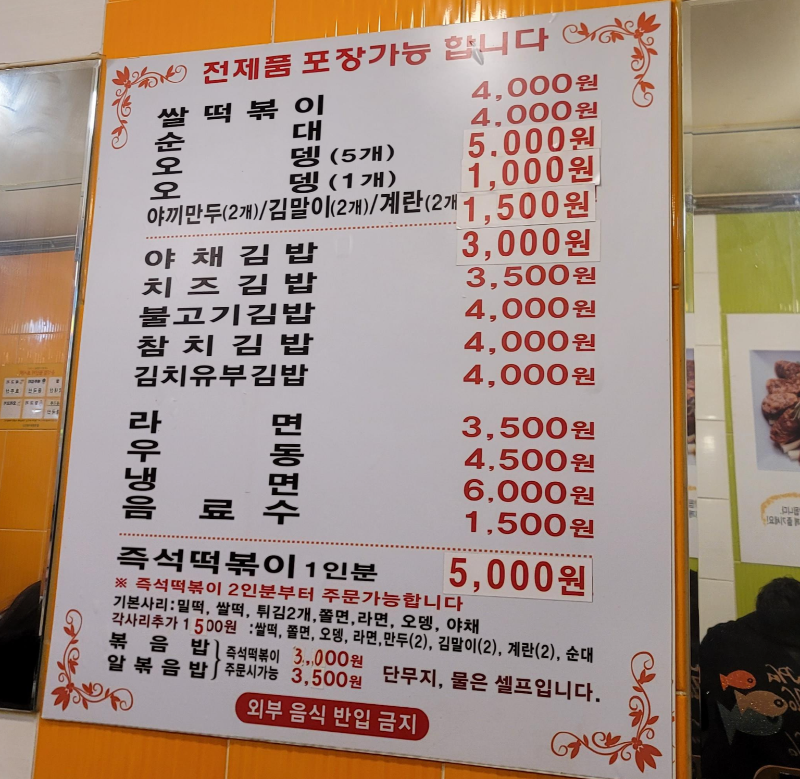 전제품 포장가능 합니다
쌀떡볶이 4,000원
순대 4,000원
오뎅(5개) 5,000원
오뎅(1개) 1,000원
야끼만두(2개)/김말이(2개)/계란(2개 1,500원
야채김밥 3,000원
치즈김밥 3,500원
불고기김밥 4,000원
참치김밥 4,000원
김치유부김밥 4,000원
라면 3,500원
우동 4,500원
냉면 6,000원
음료수 1,500원
즉석떡볶이 1인분 5,000원
※ 즉석떡볶이 2인분부터 주문가능합니다
기본사리:밀떡, 쌀떡, 튀김2개,쫄면,라면, 오뎅, 야채
각사리추가 1500원 :쌀떡, 쫄면, 오뎅, 라면,만두(2), 김말이(2), 계란(2), 순대
볶음밥 } 즉석떡볶이 3,000원
알볶음밥 } 주문시가능 3,500원 단무지, 물은 셀프입니다.
외부 음식 반입 금지